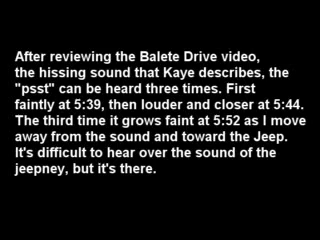 After reviewing the Balete Drive video,
the hissing sound that Kaye describes, the
"psst" can be heard three times. First
faintly at 5:39, then louder and closer at 5:44.
The third time it grows faint at 5:52 as I move
away from the sound and toward the Jeep.
It's difficult to hear over the sound of the
jeepney, but it's there.